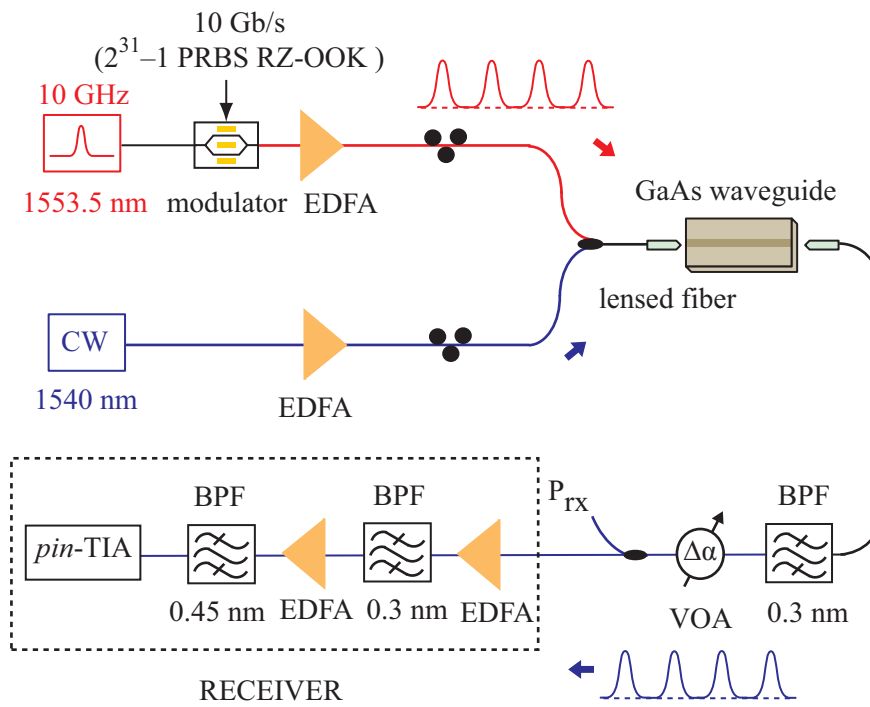 10 Gb/s
(2^31–1 PRBS RZ-OOK )
10 GHz
1553.5 nm
modulator
EDFA
GaAs waveguide
lensed fiber
CW
1540 nm
EDFA
BPF
BPF
P_rx
BPF
pin-TIA
Δα
0.45 nm
EDFA
0.3 nm
EDFA
VOA
0.3 nm
RECEIVER